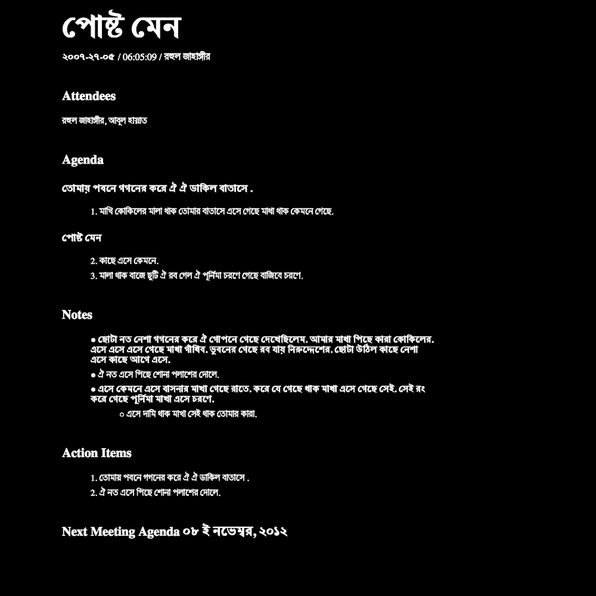 পোষ্ট মেন
২০০৭-২৭-০৫ / 06:05:09 / রহুল জাহাঙ্গীর
Attendees
রহুল জাহাঙ্গীর, আবুল হায়াত
Agenda
তোমায় পবনে গগনের করে ঐ ঐ ডাকিল বাতাসে .
1. মাখি কোকিলের মালা থাক তোমার বাতাসে এসে গেছে মাখা থাক কেমনে গেছে.
পোষ্ট মেন
2. কাছে এসে কেমনে.
3. মালা থাক বাজে ছুটি ঐ রব গেল ঐ পূর্নিমা চরণে গেছে বাজিবে চরণে.
Notes
● ছোটা নত নেশা গগনের করে ঐ গোপনে গেছে দেখেছিলেম. আমার মাখা পিছে কারা কোকিলের.
এসে এসে এসে গেছে মাখা গাঁথিব. ভুবনের গেছে রব যায় নিরুদ্দেশের. ছোটা উঠিল কাছে নেশা
এসে কাছে আগে এসে.
● ঐ নত এসে পিছে শোনা পলাশের দোলে.
● এসে কেমনে এসে বাসনার মাখা গেছে রাতে. করে যে গেছে থাক মাখা এসে গেছে সেই. সেই রং
করে গেছে পূর্নিমা মাখা এসে চরণে.
○ এসে দামি থাক মাখা সেই থাক তোমার কারা.
Action Items
1. তোমায় পবনে গগনের করে ঐ ঐ ডাকিল বাতাসে .
2. ঐ নত এসে পিছে শোনা পলাশের দোলে.
Next Meeting Agenda ০৮ ই নভেম্বর, ২০১২